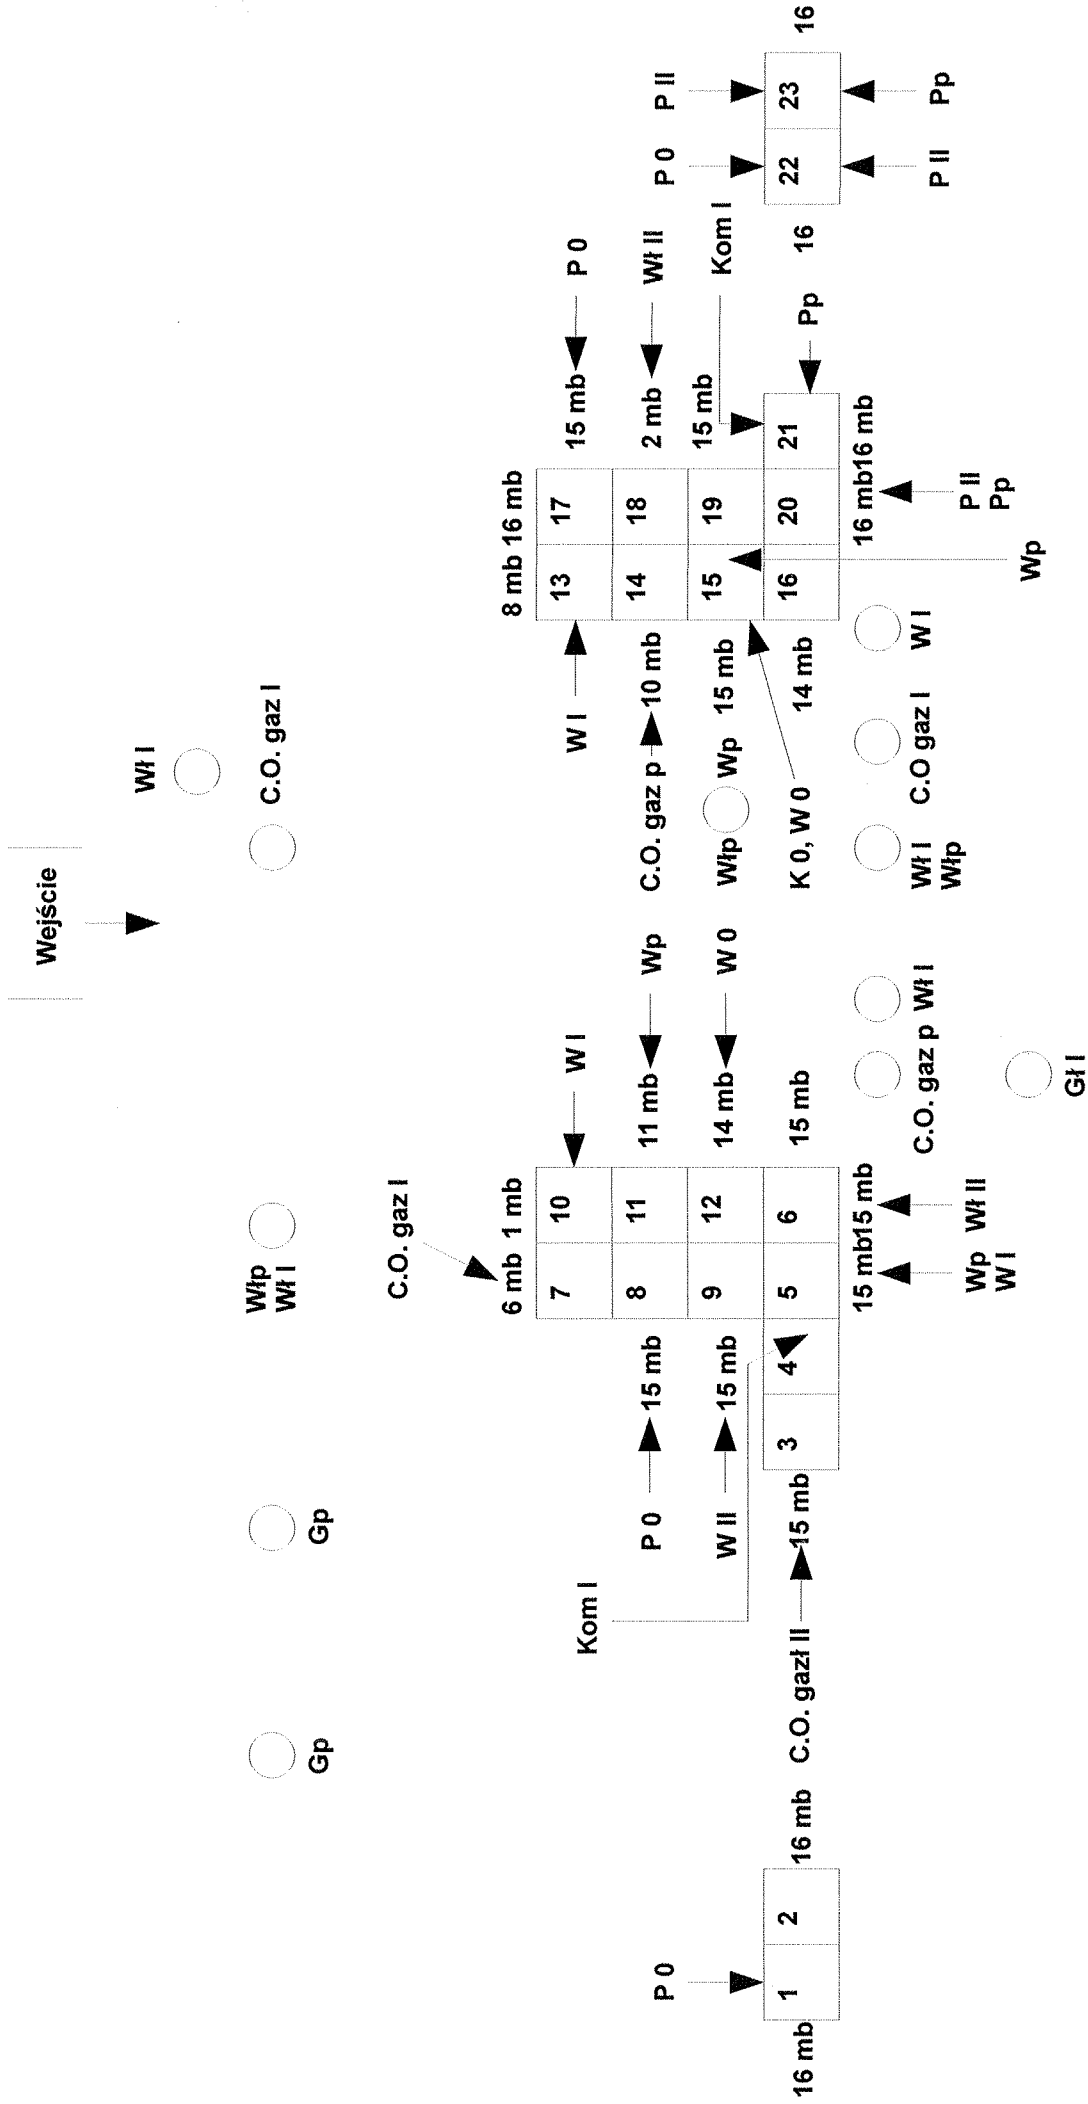 Wejście
Wł I
Włp
Wł I
C.O. gaz I
Gp
Gp
C.O. gaz I
6 mb 1 mb
8 mb 16 mb
Kom I
7 10
W I
W I
13 17
15 mb
P 0
P 0
15 mb
8 11
11 mb
Wp
C.O. gaz p
10 mb
14 18
2 mb
Wł II
P 0
P 0
P II
W II
15 mb
9 12
14 mb
W 0
Włp
Wp
15 mb
15 19
15 mb
Kom I
16 mb
1 2
16 mb
C.O. gazł II
15 mb
3 4 5 6
15 mb
K 0, W 0
14 mb
16 20 21
Pp
16
22 23
16
15 mb15 mb
16 mb16 mb
C.O. gaz p
Wł I
Wł I
Włp
C.O gaz I
W I
P II
Pp
Wp
W I
Wł II
P II
Pp
Wp
Gł I